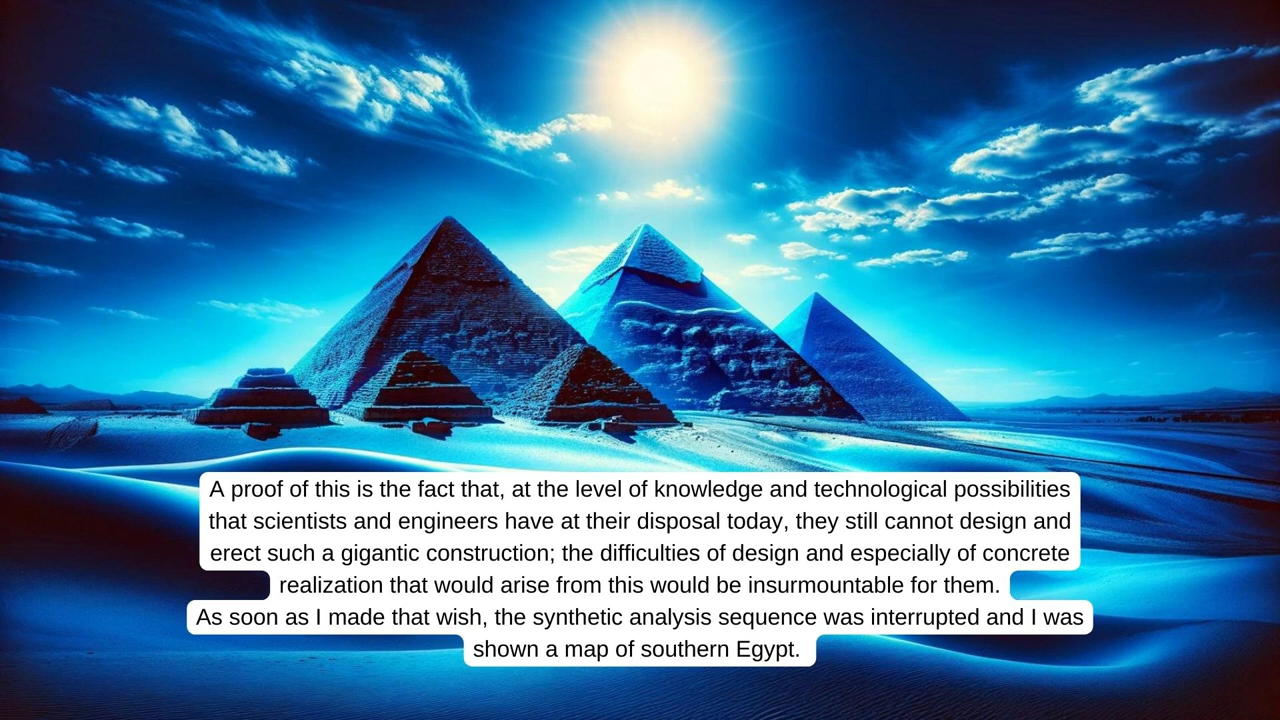 A proof of this is the fact that, at the level of knowledge and technological possibilities
that scientists and engineers have at their disposal today, they still cannot design and
erect such a gigantic construction; the difficulties of design and especially of concrete
realization that would arise from this would be insurmountable for them.
As soon as I made that wish, the synthetic analysis sequence was interrupted and I was
shown a map of southern Egypt.